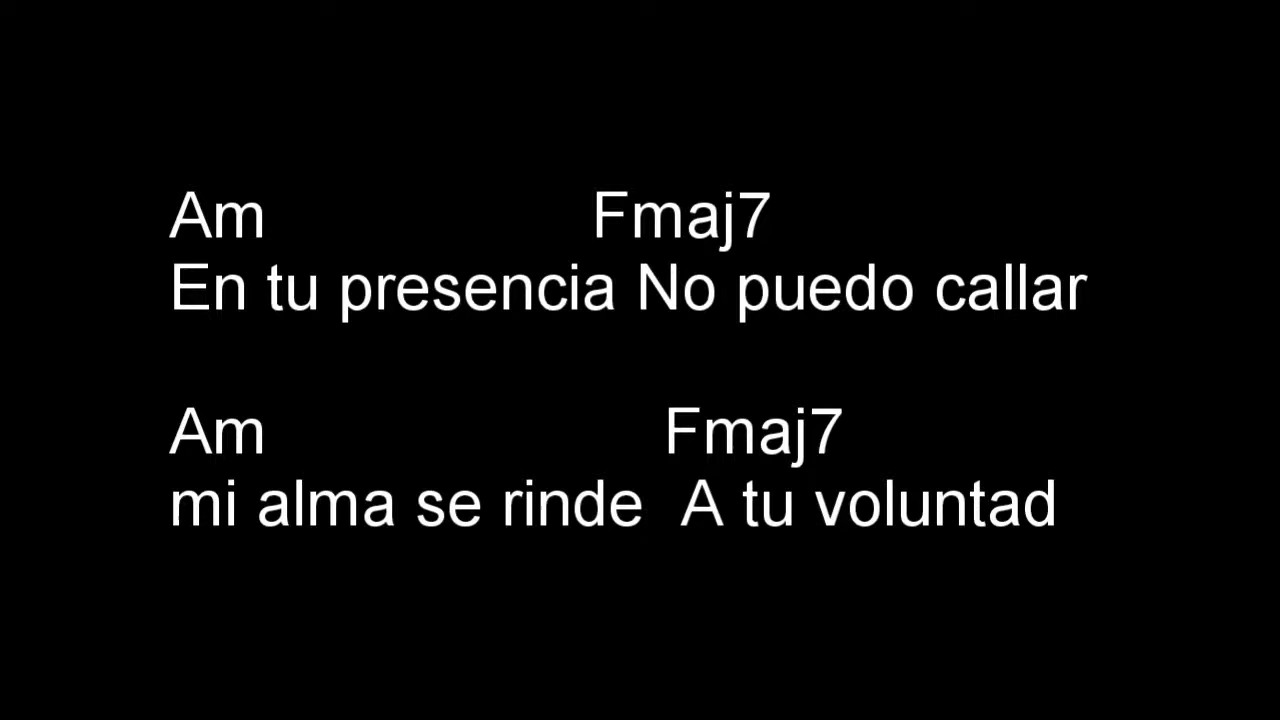 Am Fmaj7
En tu presencia No puedo callar
Am Fmaj7
mi alma se rinde A tu voluntad